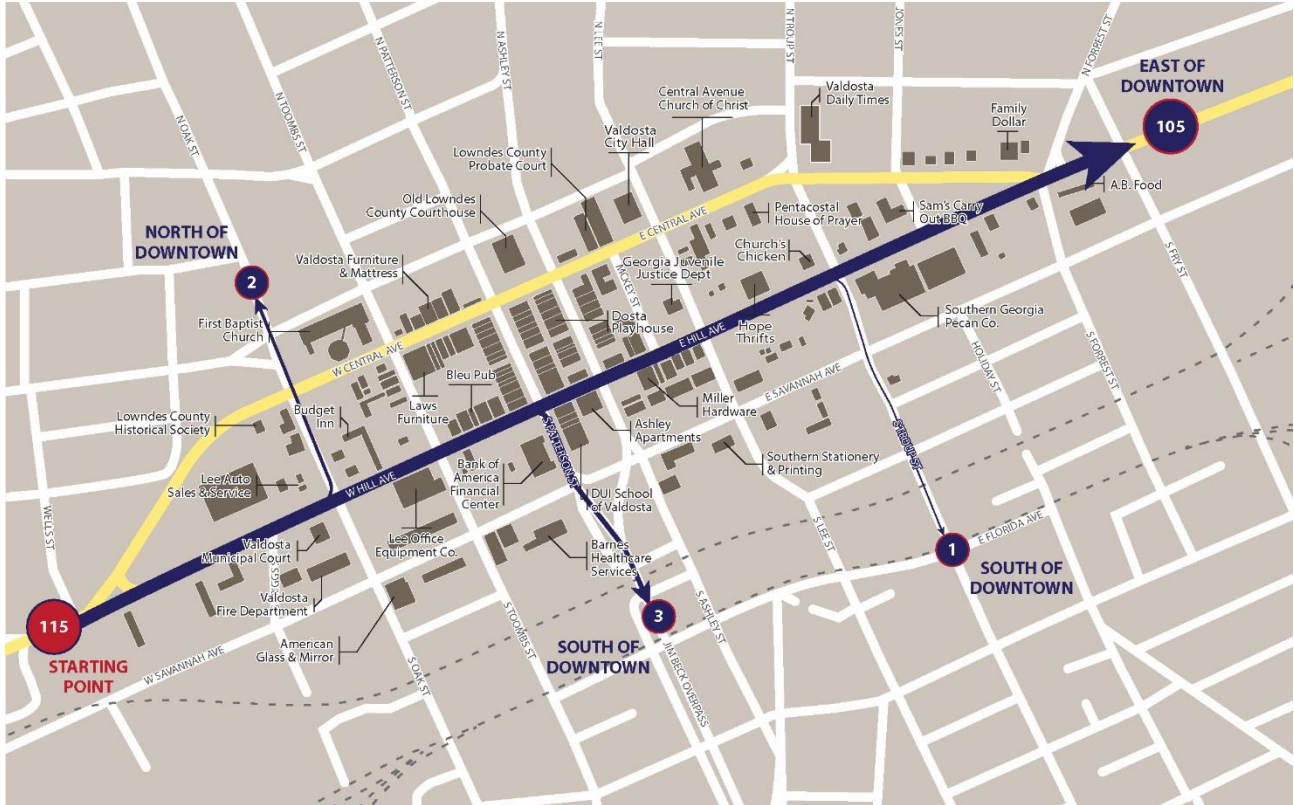 N OAK ST
N TOOMBS ST
N PATTERSON ST
N ASHLEY ST
N LEE ST
N TROUP ST
JONES ST
N FORREST ST
EAST OF
DOWNTOWN
105
Central Avenue
Church of Christ
Valdosta
Daily Times
Family
Dollar
Valdosta
City Hall
Lowndes County
Probate Court
A.B. Food
Old Lowndes
County Courthouse
E CENTRAL AVE
Pentacostal
House of Prayer
Sam's Carry
Out BBQ
NORTH OF
DOWNTOWN
2
Valdosta Furniture
& Mattress
MCKEY ST
Georgia Juvenile
Justice Dept
Church's
Chicken
S FRY ST
First Baptist
Church
W CENTRAL AVE
Dosta
Playhouse
E HILL AVE
Hope
Thrifts
Southern Georgia
Pecan Co.
Bleu Pub
Laws
Furniture
E SAVANNAH AVE
HOLIDAY ST
S FORREST ST
Lowndes County
Historical Society
Budget
Inn
Miller
Hardware
Ashley
Apartments
S PATTERSON ST
S TROUP ST
Lee Auto
Sales & Service
W HILL AVE
Bank of
America
Financial
Center
Southern Stationery
& Printing
DUI School
of Valdosta
WELLS ST
Valdosta
Municipal Court
Lee Office
Equipment Co.
Barnes
Healthcare
Services
S LEE ST
E FLORIDA AVE
1
SOUTH OF
DOWNTOWN
Valdosta
Fire Department
115
STARTING
POINT
W SAVANNAH AVE
American
Glass & Mirror
S OAK ST
S TOOMBS ST
3
SOUTH OF
DOWNTOWN
S ASHLEY ST
JIM BECK OVERPASS